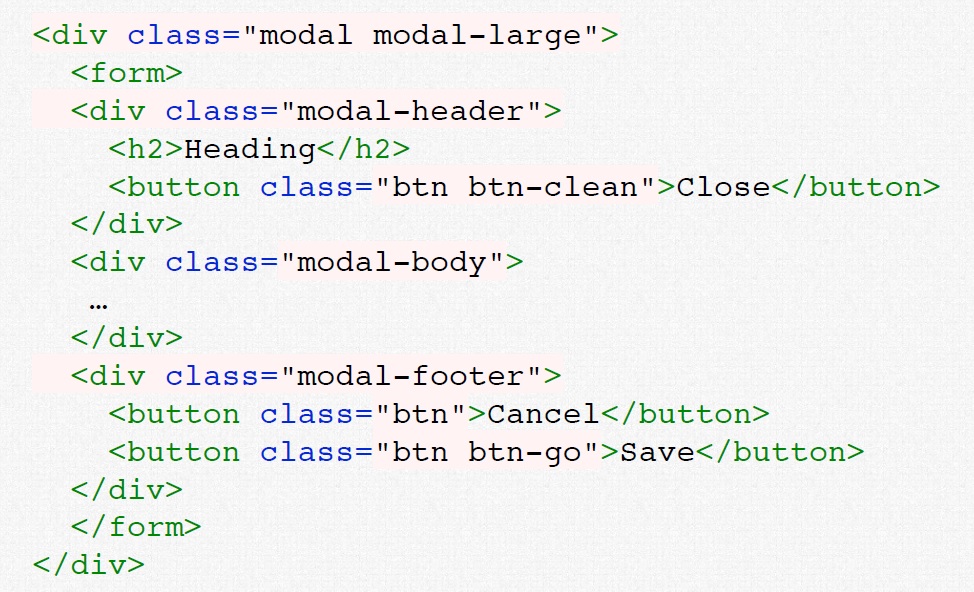 <div class="modal modal-large">
  <form>
  <div class="modal-header">
    <h2>Heading</h2>
    <button class="btn btn-clean">Close</button>
  </div>
  <div class="modal-body">
   …
  </div>
  <div class="modal-footer">
    <button class="btn">Cancel</button>
    <button class="btn btn-go">Save</button>
  </div>
  </form>
</div>